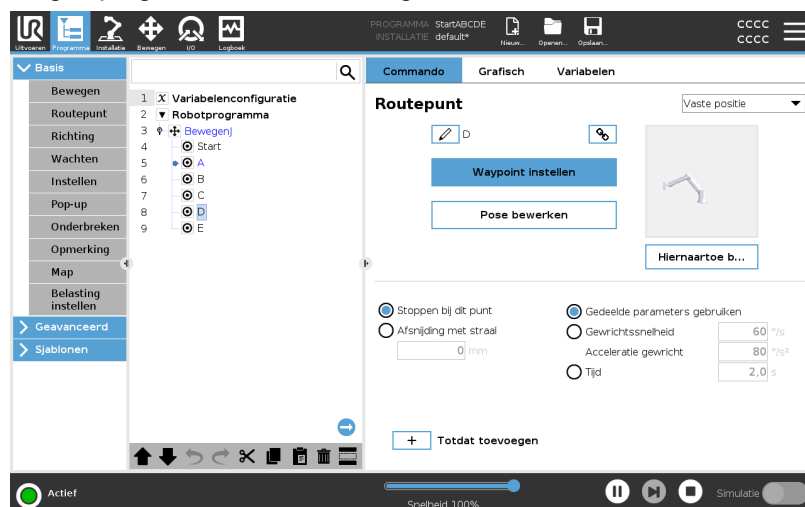 UR
PROGRAMMA StartABCDE
INSTALLATIE default*
cccc
cccc
Uitvoeren Programma Installatie Bewegen I/O Logboek
Nieuw... Openen... Opslaan...
Basis
Bewegen
Routepunt
Richting
Wachten
Instellen
Pop-up
Onderbreken
Opmerking
Map
Belasting
instellen
Geavanceerd
Sjablonen
1 X Variabelenconfiguratie
2 Robotprogramma
3 BewegenJ
4 Start
5 A
6 B
7 C
8 D
9 E
Commando Grafisch Variabelen
Routepunt
Vaste positie
D
Waypoint instellen
Pose bewerken
Hiernaartoe b...
Stoppen bij dit punt
Afsnijding met straal
0 mm
Gedeelde parameters gebruiken
Gewrichtssnelheid 60 °/s
Acceleratie gewricht 80 °/s²
Tijd 2,0 s
+ Totdat toevoegen
Actief
Snelheid 100%
Simulatie